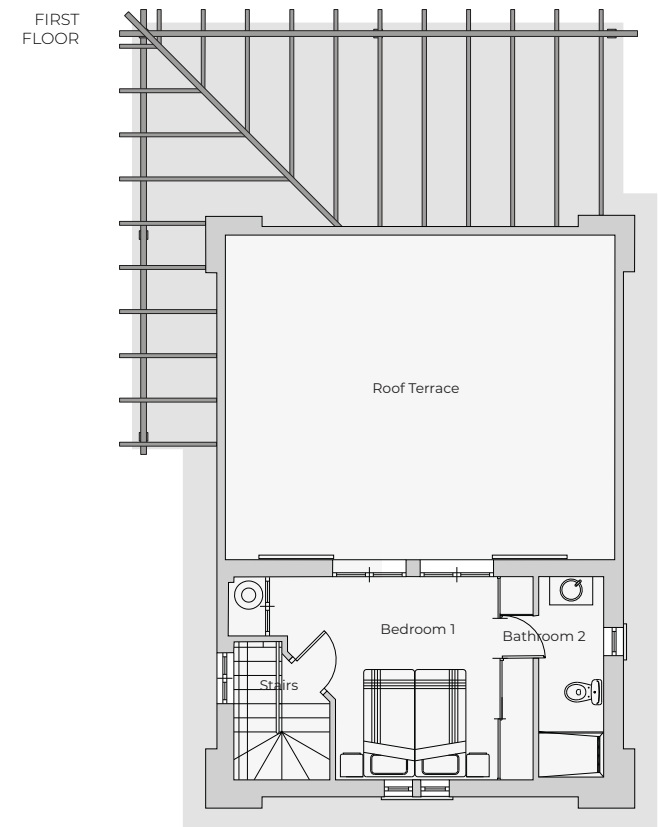 FIRST
FLOOR
Roof Terrace
Bedroom 1
Bathroom 2
Stairs